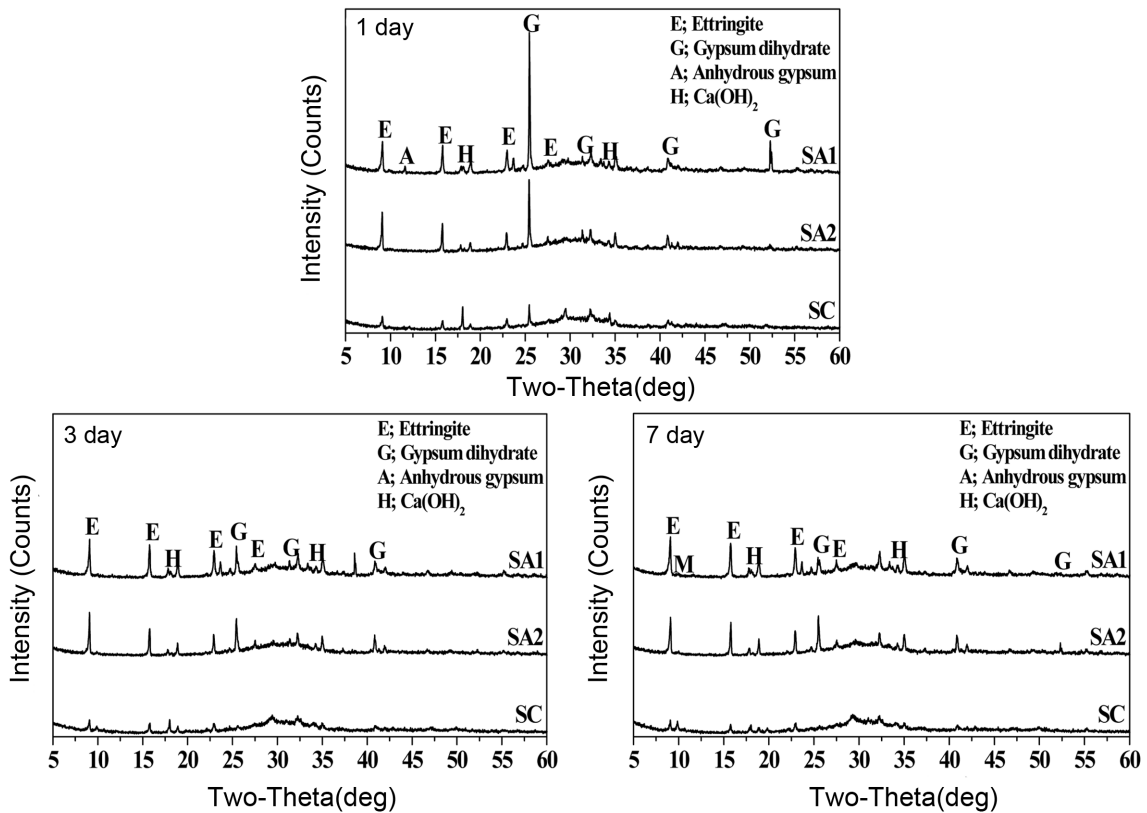 1 day
G
E; Ettringite
G; Gypsum dihydrate
A; Anhydrous gypsum
H; Ca(OH)2
E A E H E E G H G G SA1
SA2
SC
Intensity (Counts)
5 10 15 20 25 30 35 40 45 50 55 60
Two-Theta(deg)
3 day
E; Ettringite
G; Gypsum dihydrate
A; Anhydrous gypsum
H; Ca(OH)2
E E H E G E G H G SA1
SA2
SC
Intensity (Counts)
5 10 15 20 25 30 35 40 45 50 55 60
Two-Theta(deg)
7 day
E; Ettringite
G; Gypsum dihydrate
A; Anhydrous gypsum
H; Ca(OH)2
E M E H E G E H G G SA1
SA2
SC
Intensity (Counts)
5 10 15 20 25 30 35 40 45 50 55 60
Two-Theta(deg)